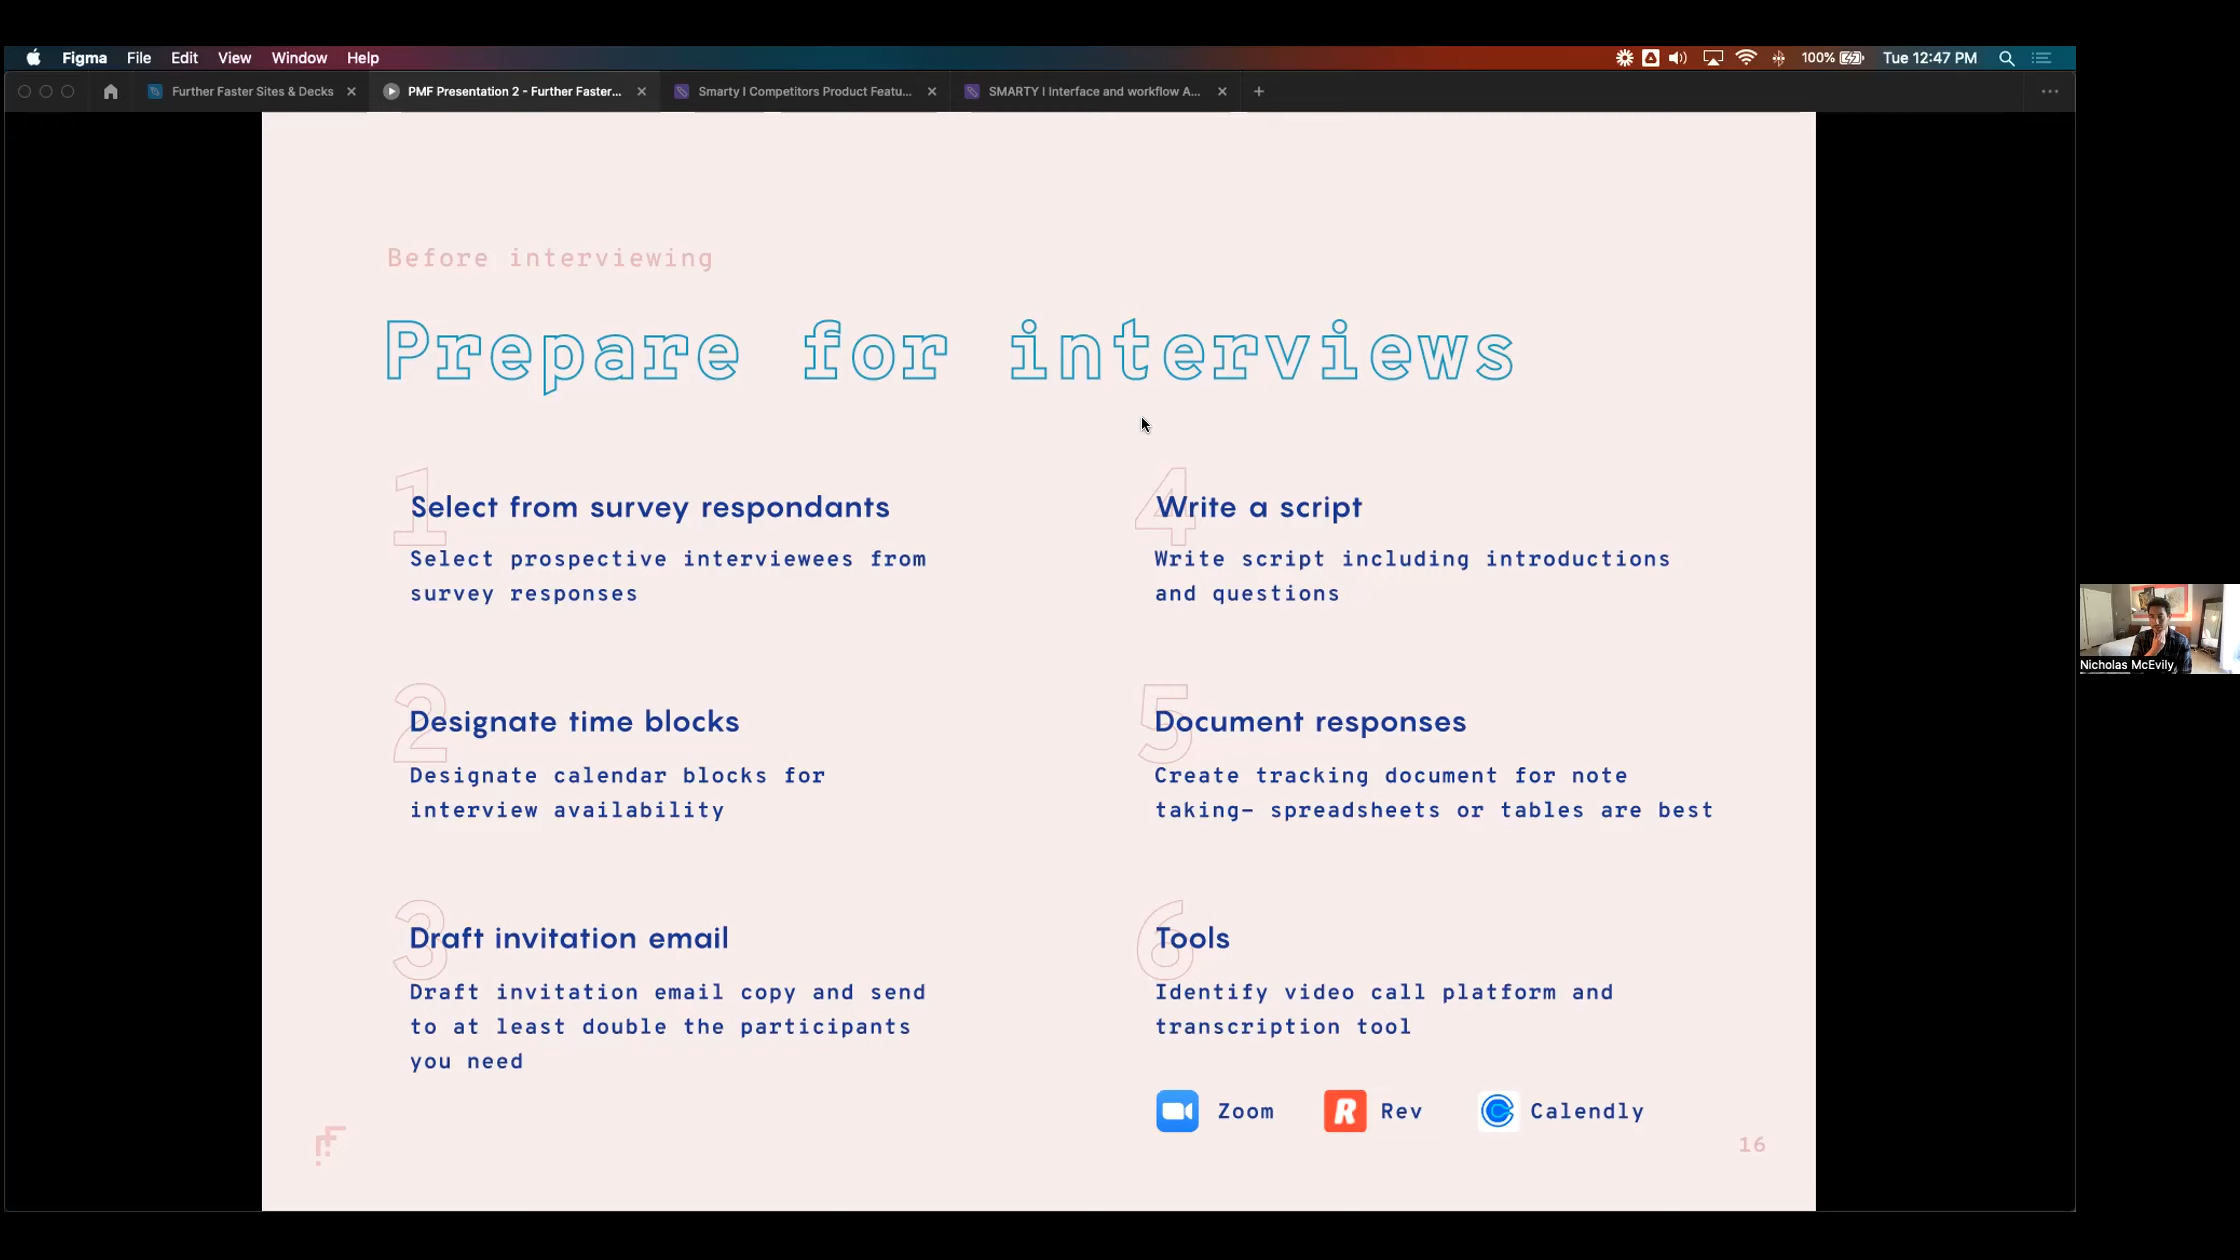 Figma File Edit View Window Help
100%
Tue 12:47 PM
Further Faster Sites & Decks
PMF Presentation 2 - Further Faster...
Smarty I Competitors Product Featu...
SMARTY I Interface and workflow A...
Before interviewing
Prepare for interviews
1
Select from survey respondants
Select prospective interviewees from
survey responses
2
Designate time blocks
Designate calendar blocks for
interview availability
3
Draft invitation email
Draft invitation email copy and send
to at least double the participants
you need
4
Write a script
Write script including introductions
and questions
5
Document responses
Create tracking document for note
taking- spreadsheets or tables are best
6
Tools
Identify video call platform and
transcription tool
Zoom
R Rev
Calendly
16
Nicholas McEvily